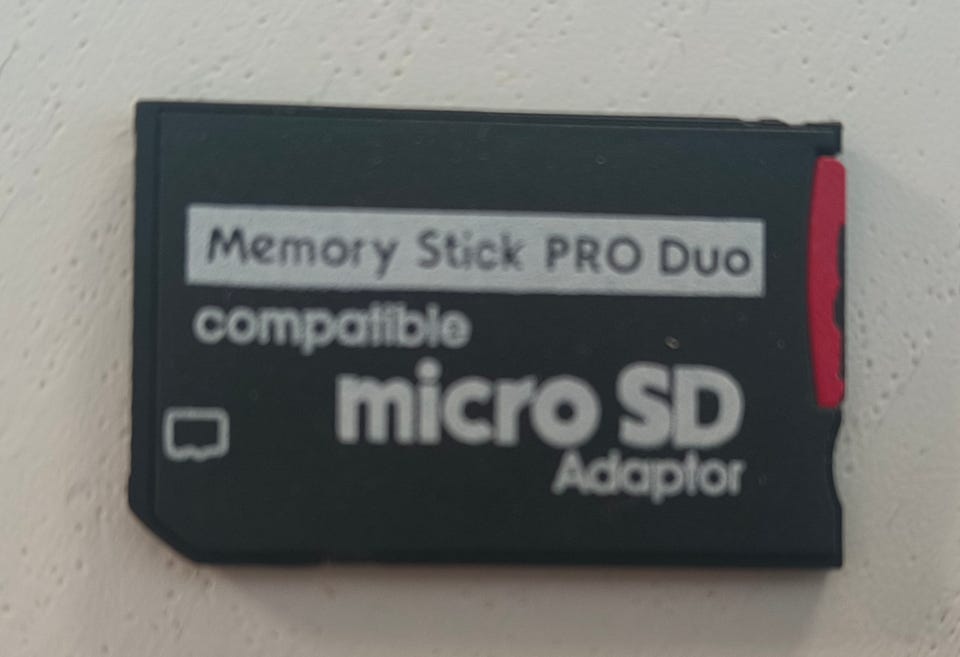 Memory Stick PRO Duo
compatible
micro SD
Adaptor